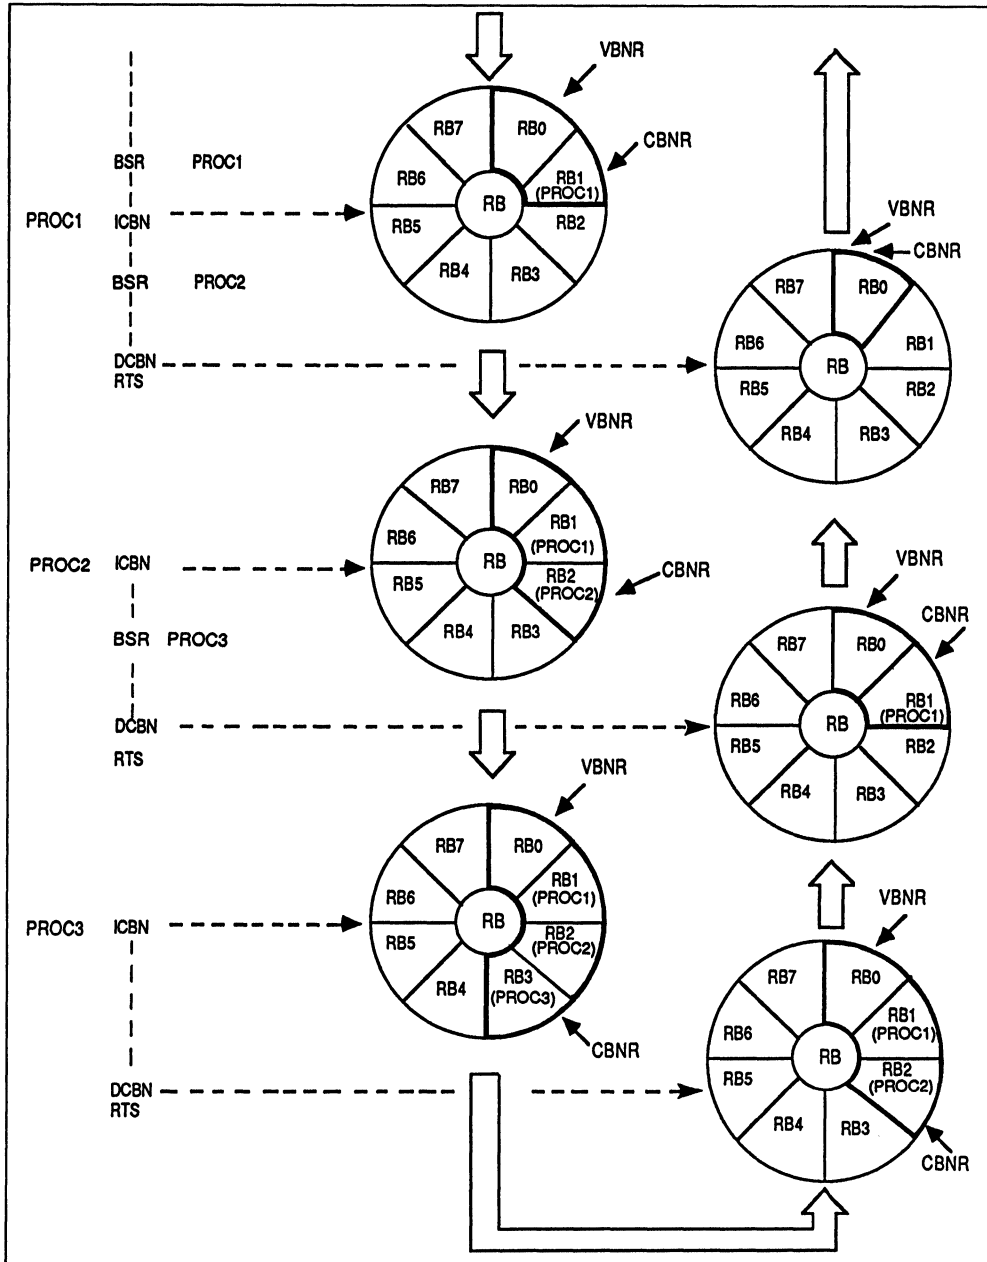 VBNR
CBNR
BSR PROC1
PROC1 ICBN
BSR PROC2
DCBN
RTS
RB7 RB0
RB6 RB1
(PROC1)
RB
RB5 RB2
RB4 RB3
VBNR
CBNR
RB7 RB0
RB6 RB1
RB
RB5 RB2
RB4 RB3
VBNR
PROC2 ICBN
BSR PROC3
DCBN
RTS
RB7 RB0
RB1
(PROC1)
RB6
RB
RB2
(PROC2)
RB5
RB4 RB3
CBNR
VBNR
CBNR
RB7 RB0
RB6 RB1
(PROC1)
RB
RB5 RB2
RB4 RB3
VBNR
PROC3 ICBN
DCBN
RTS
RB7 RB0
RB1
(PROC1)
RB6
RB
RB2
(PROC2)
RB5
RB3
(PROC3)
RB4
CBNR
VBNR
RB7 RB0
RB1
(PROC1)
RB6
RB
RB2
(PROC2)
RB5
RB4 RB3
CBNR